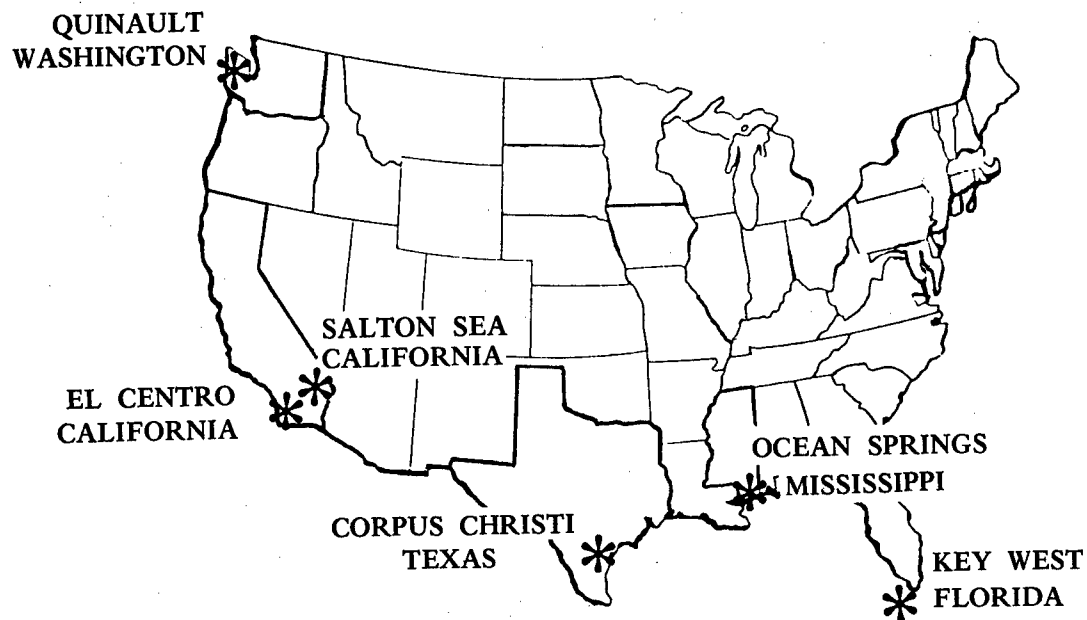 QUINAULT
WASHINGTON
SALTON SEA
CALIFORNIA
EL CENTRO
CALIFORNIA
OCEAN SPRINGS
MISSISSIPPI
CORPUS CHRISTI
TEXAS
KEY WEST
FLORIDA